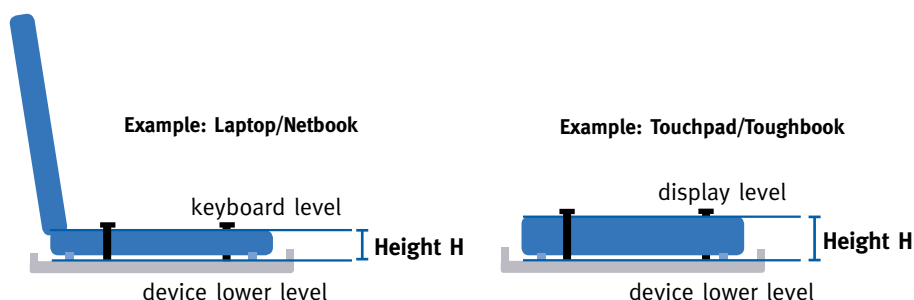 Example: Laptop/Netbook
keyboard level
Height H
device lower level
Example: Touchpad/Toughbook
display level
Height H
device lower level